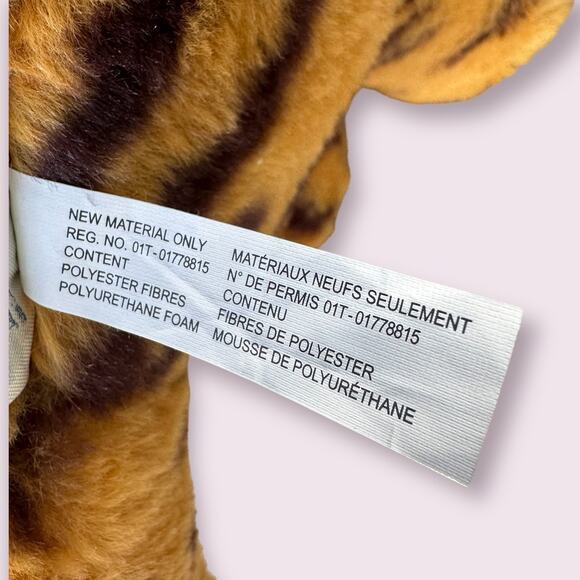 NEW MATERIAL ONLY
REG. NO. 01T-01778815
CONTENT
POLYESTER FIBRES
POLYURETHANE FOAM
MATÉRIAUX NEUFS SEULEMENT
N° DE PERMIS 01T-01778815
CONTENU
FIBRES DE POLYESTER
MOUSSE DE POLYURÉTHANE